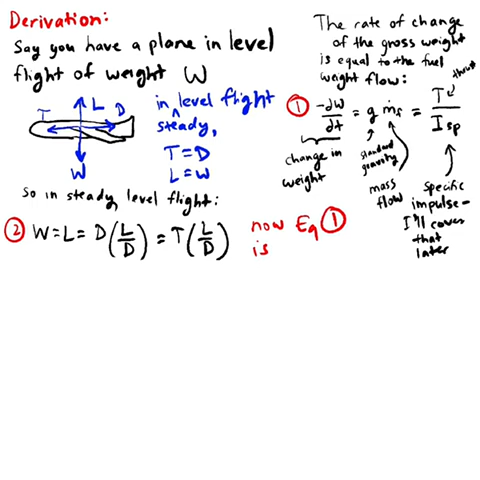 Derivation:
Say you have a plane in level
flight of weight W
T L D
W
in level flight
^
steady,
T = D
L = W
So in steady, level flight:
② W = L = D(L/D) = T(L/D) now Eq ①
is
The rate of change
of the gross weight
is equal to the fuel
weight flow:
thrust
① -∂W/∂t = g ṁf = T/Isp
change in
weight
standard
gravity
mass
flow
specific
impulse-
I'll cover
that
later